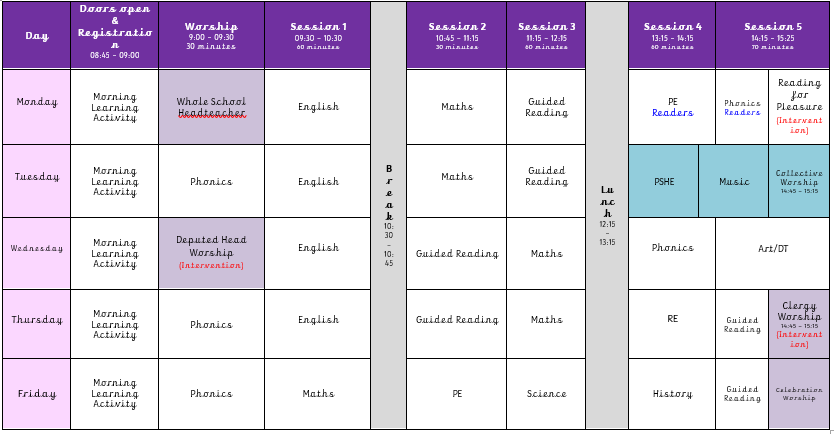 Day
Doors open
&
Registratio
n
08:45 - 09:00
Worship
9:00 - 09:30
30 minutes
Session 1
09:30 - 10:30
60 minutes
Session 2
10:45 - 11:15
30 minutes
Session 3
11:15 - 12:15
60 minutes
Session 4
13:15 - 14:15
60 minutes
Session 5
14:15 - 15:25
70 minutes
Monday
Morning
Learning
Activity
Whole School
Headteacher
English
B
r
e
a
k
10:
30
-
10:
45
Maths
Guided
Reading
Lu
nc
h
12:15
-
13:15
PE
Readers
Phonics
Readers
Reading
for
Pleasure
(Intervent
ion)
Tuesday
Morning
Learning
Activity
Phonics
English
Maths
Guided
Reading
PSHE
Music
Collective
Worship
14:45 - 15:15
Wednesday
Morning
Learning
Activity
Deputed Head
Worship
(Intervention)
English
Guided Reading
Maths
Phonics
Art/DT
Thursday
Morning
Learning
Activity
Phonics
English
Guided Reading
Maths
RE
Guided
Reading
Clergy
Worship
14:45 - 15:15
(Intervent
ion)
Friday
Morning
Learning
Activity
Phonics
Maths
PE
Science
History
Guided
Reading
Celebration
Worship